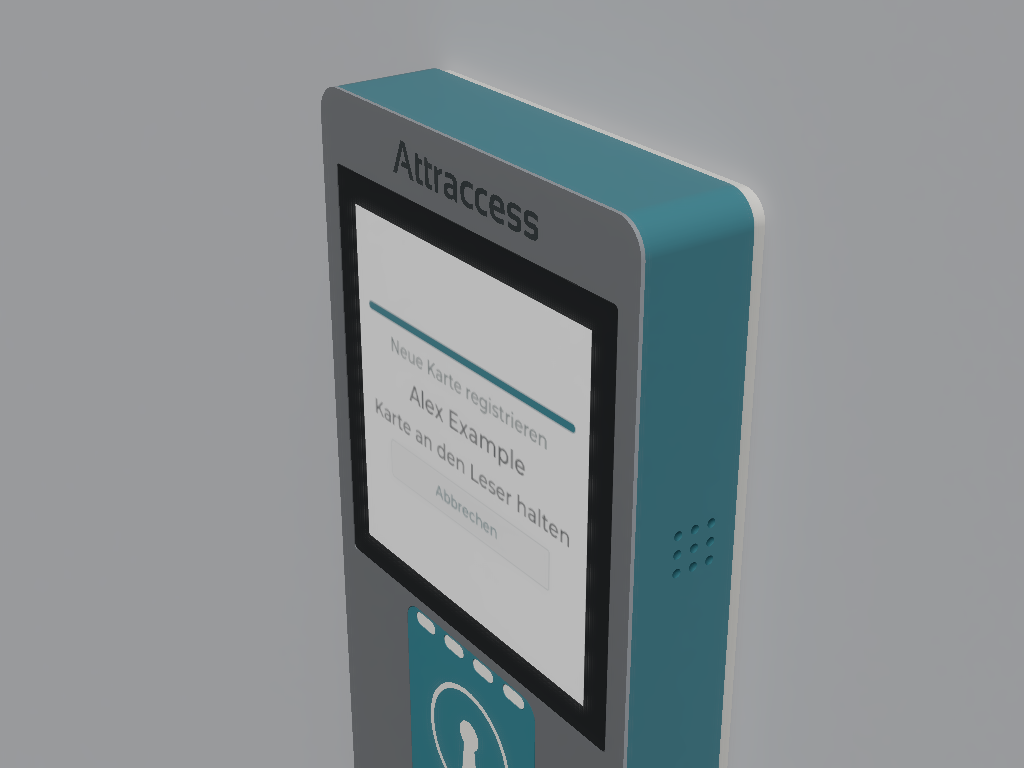 Attraccess
Neue Karte registrieren
Alex Example
Karte an den Leser halten
Abbrechen